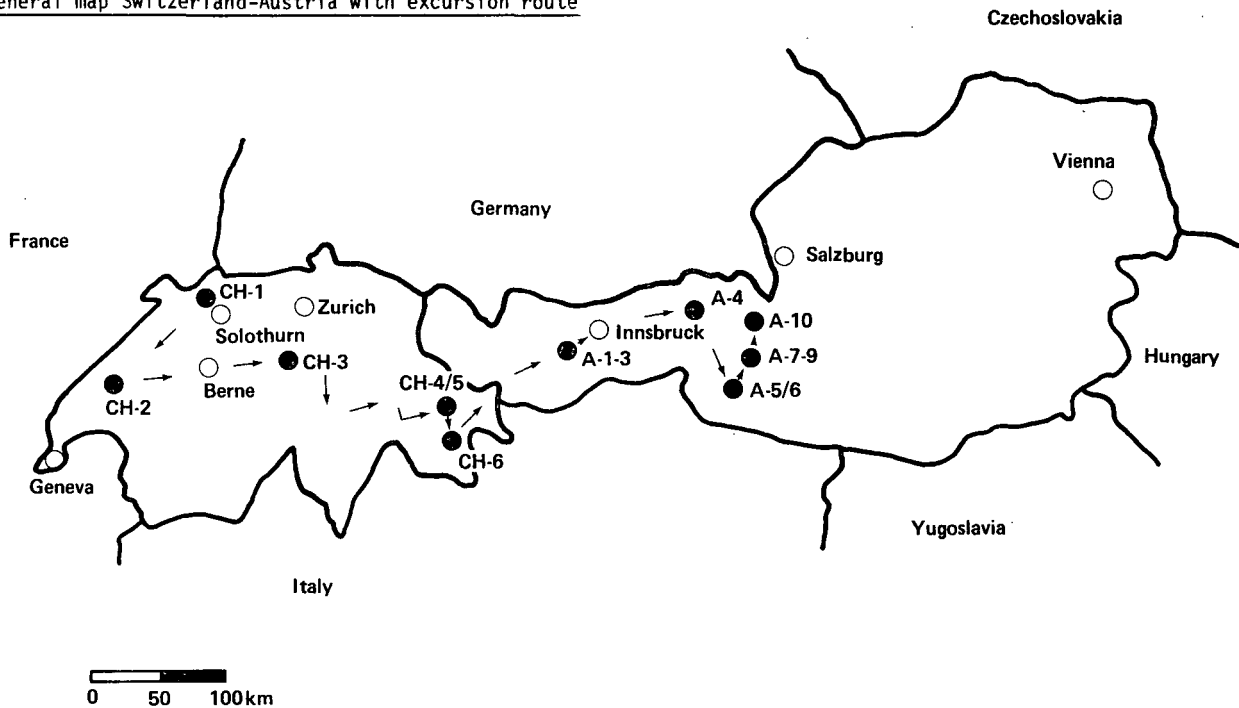 eneral map Switzerland-Austria with excursion route
Czechoslovakia
Vienna
Germany
France
Salzburg
CH-1
Zurich
A-4
Solothurn
Innsbruck
A-10
CH-3
A-1-3
A-7-9
Hungary
Berne
CH-4/5
A-5/6
CH-2
CH-6
Geneva
Yugoslavia
Italy
0 50 100km